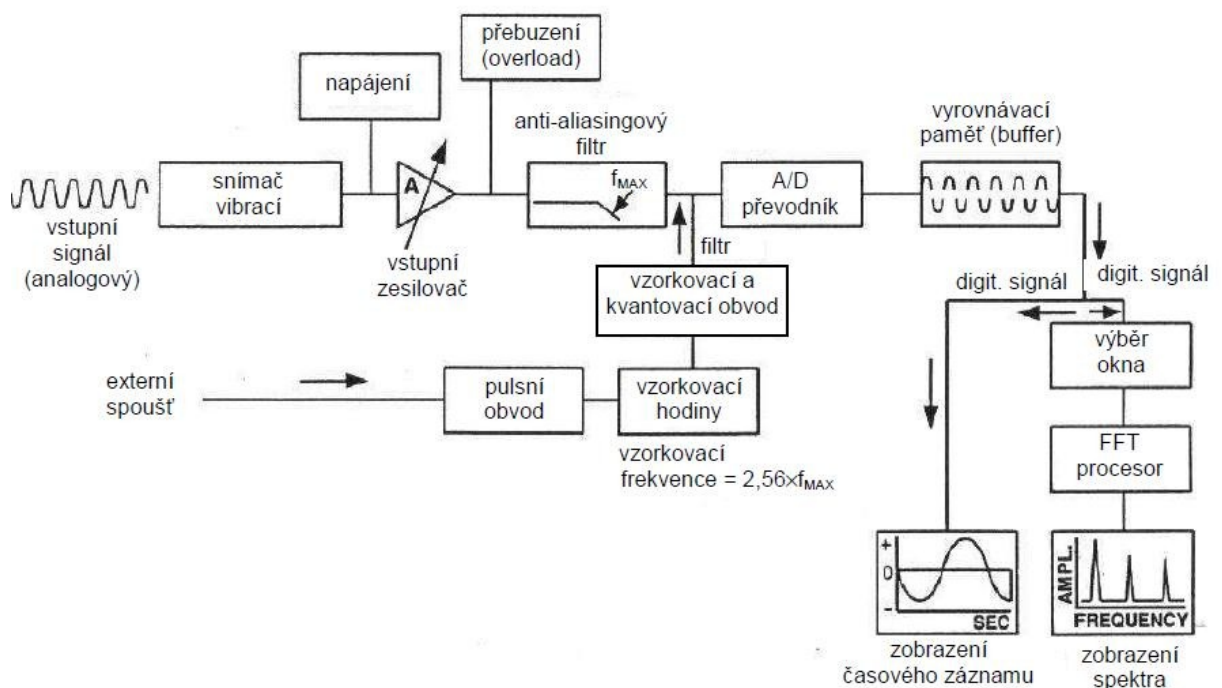 přebuzení
(overload)
napájení
anti-aliasingový
filtr
vyrovnávací
paměť (buffer)
snímač
vibrací
A
fMAX
A/D
převodník
vstupní
signál
(analogový)
vstupní
zesilovač
filtr
vzorkovací a
kvantovací obvod
digit. signál
digit. signál
výběr
okna
externí
spoušť
pulsní
obvod
vzorkovací
hodiny
vzorkovací
frekvence = 2,56×fMAX
FFT
procesor
+
0
-
SEC
AMPL.
FREQUENCY
zobrazení
časového záznamu
zobrazení
spektra